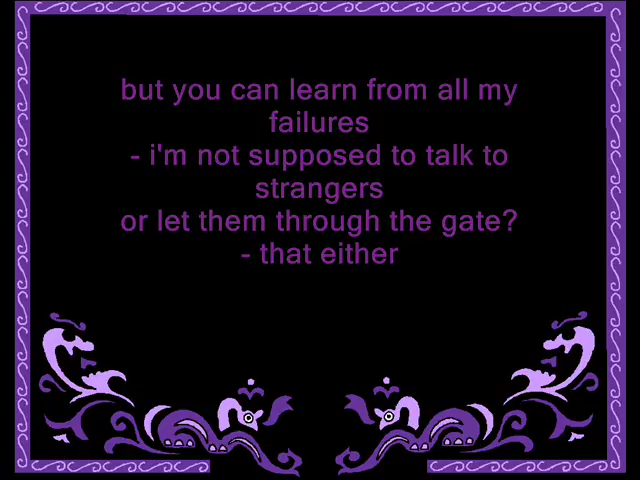 but you can learn from all my
failures
- i'm not supposed to talk to
strangers
or let them through the gate?
- that either